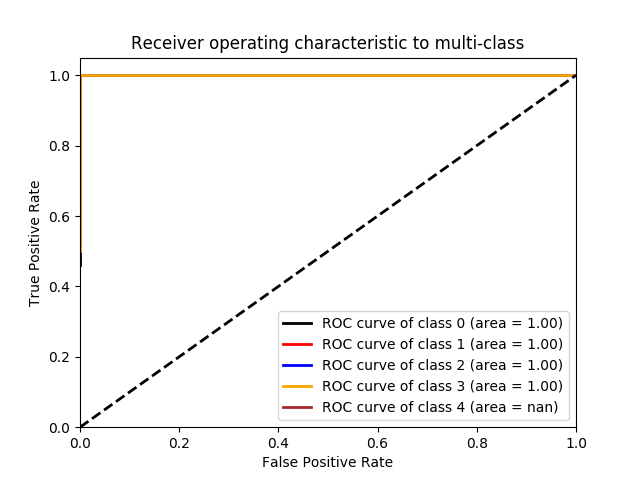 Receiver operating characteristic to multi-class
1.0
0.8
0.6
0.4
0.2
0.0
True Positive Rate
ROC curve of class 0 (area = 1.00)
ROC curve of class 1 (area = 1.00)
ROC curve of class 2 (area = 1.00)
ROC curve of class 3 (area = 1.00)
ROC curve of class 4 (area = nan)
0.0 0.2 0.4 0.6 0.8 1.0
False Positive Rate